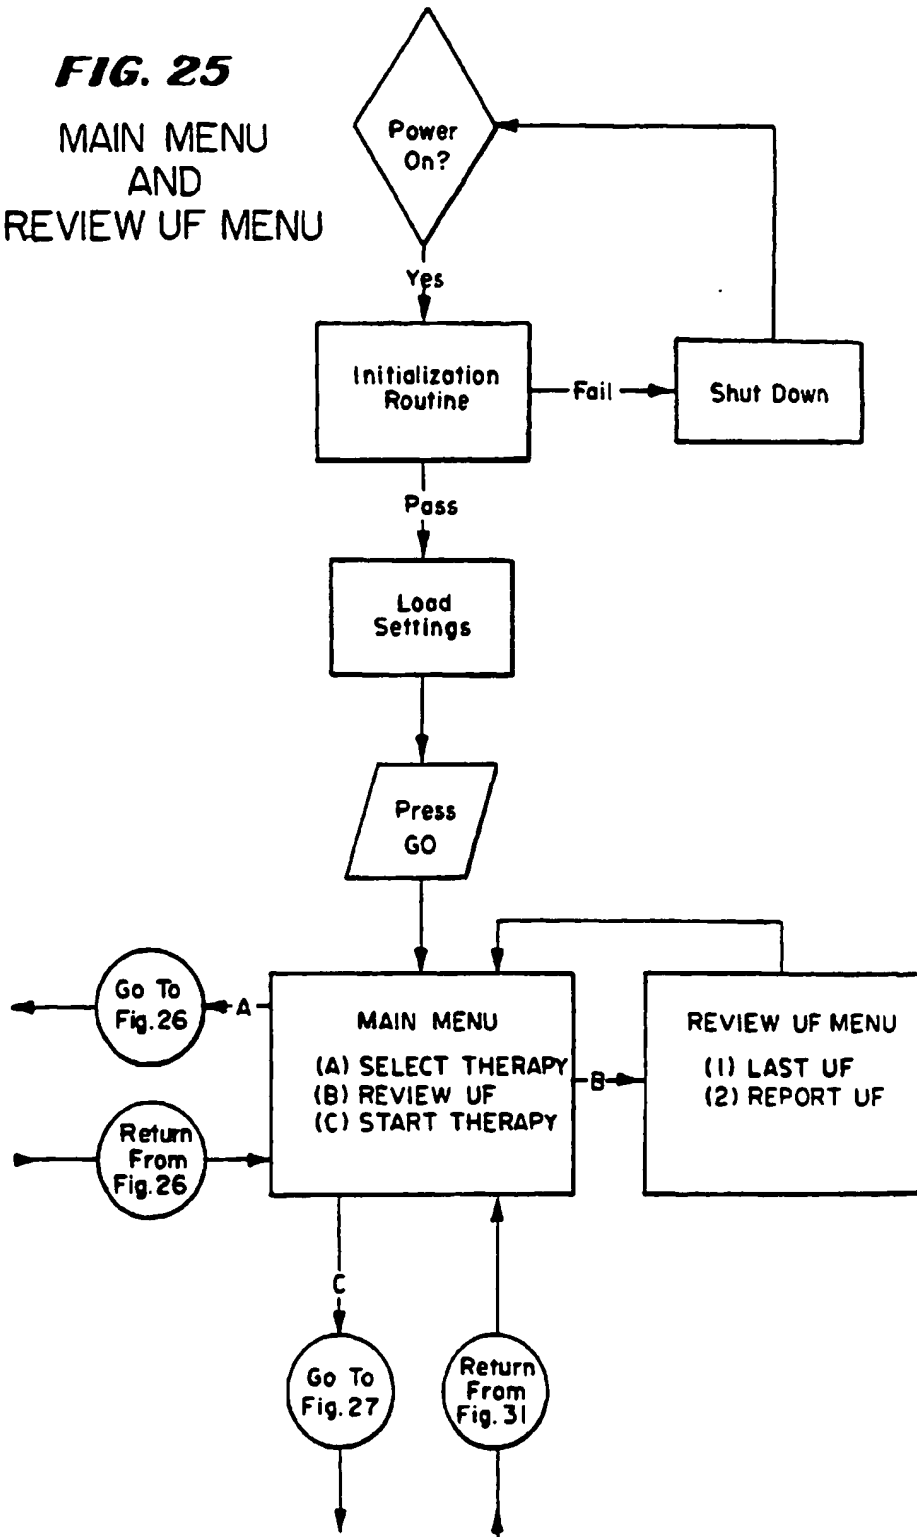 FIG. 25
MAIN MENU
AND
REVIEW UF MENU
Power
On?
Yes
Initialization
Routine
Fail
Shut Down
Pass
Load
Settings
Press
GO
Go To
Fig. 26
A
MAIN MENU
(A) SELECT THERAPY
(B) REVIEW UF
(C) START THERAPY
B
REVIEW UF MENU
(1) LAST UF
(2) REPORT UF
Return
From
Fig. 26
C
Go To
Fig. 27
Return
From
Fig. 31